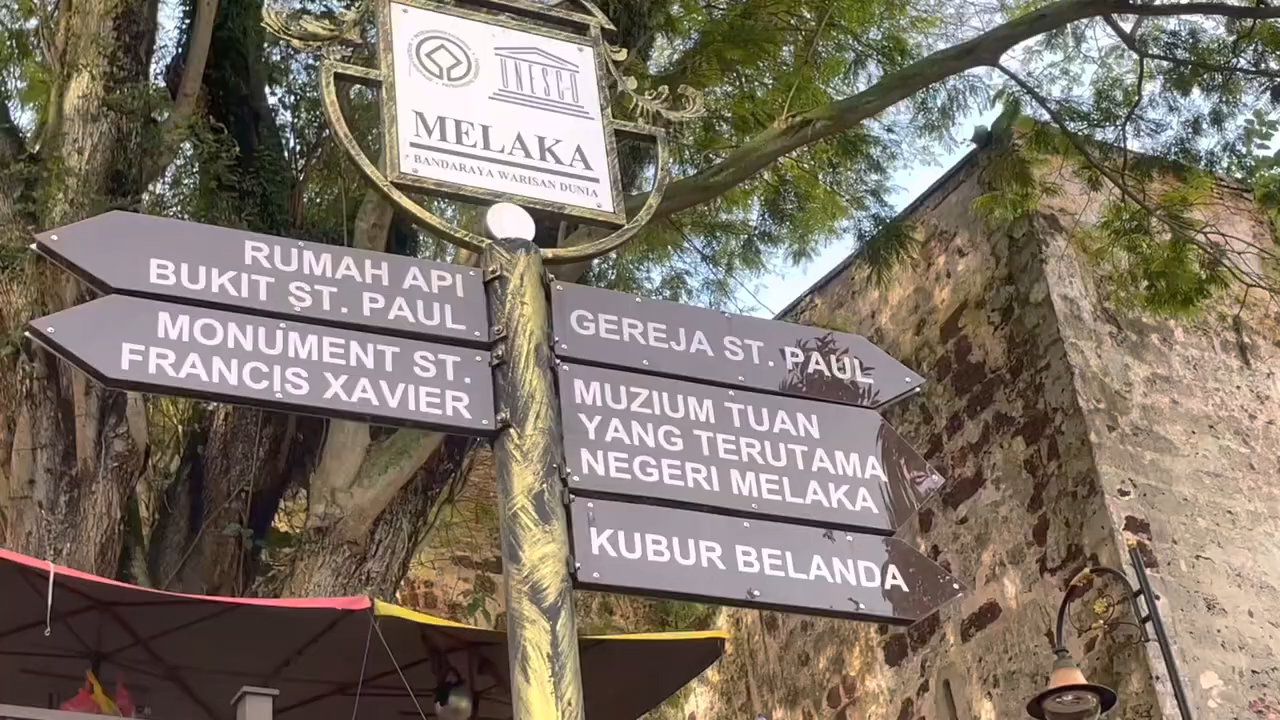 UNESCO
MELAKA
BANDARAYA WARISAN DUNIA
RUMAH API
BUKIT ST. PAUL
MONUMENT ST.
FRANCIS XAVIER
GEREJA ST. PAUL
MUZIUM TUAN
YANG TERUTAMA
NEGERI MELAKA
KUBUR BELANDA